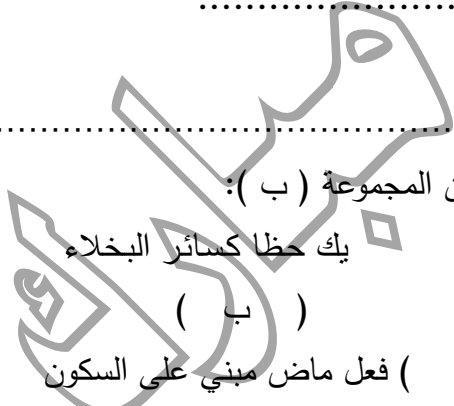 .....................
.............................................
المجموعة ( ب ):
يك حظا كسائر البخلاء
( ب )
) فعل ماض مبني على السكون